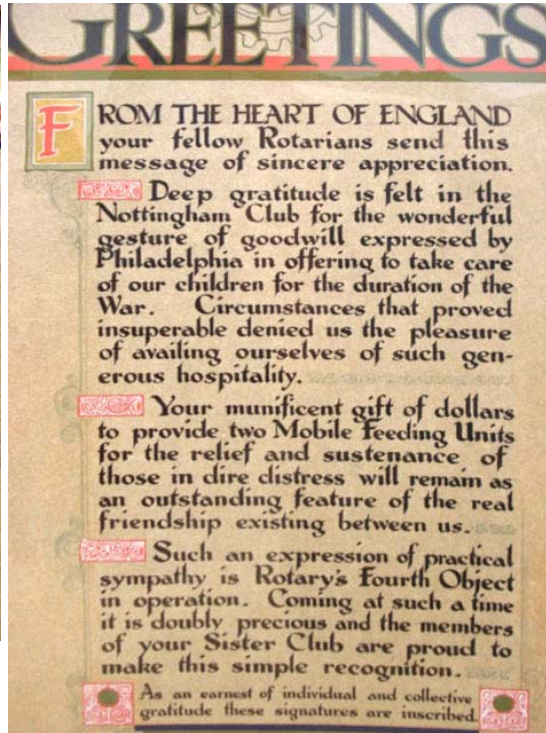 GREETINGS
FROM THE HEART OF ENGLAND
your fellow Rotarians send this
message of sincere appreciation.
Deep gratitude is felt in the
Nottingham Club for the wonderful
gesture of goodwill expressed by
Philadelphia in offering to take care
of our children for the duration of the
War. Circumstances that proved
insuperable denied us the pleasure
of availing ourselves of such gen-
erous hospitality.
Your munificent gift of dollars
to provide two Mobile Feeding Units
for the relief and sustenance of
those in dire distress will remain as
an outstanding feature of the real
friendship existing between us.
Such an expression of practical
sympathy is Rotary's Fourth Object
in operation. Coming at such a time
it is doubly precious and the members
of your Sister Club are proud to
make this simple recognition.
As an earnest of individual and collective
gratitude these signatures are inscribed.